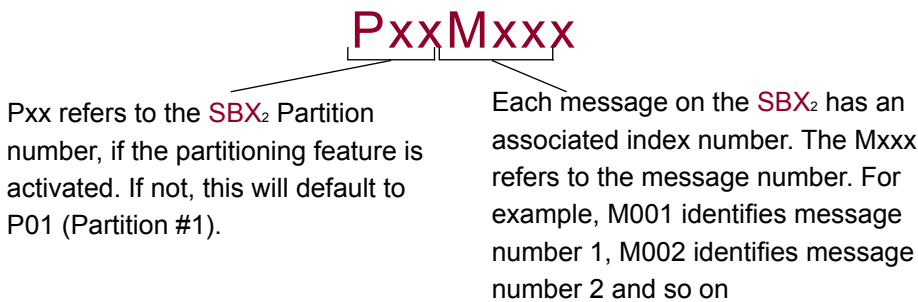 PxxMxxx
Pxx refers to the SBX₂ Partition
number, if the partitioning feature is
activated. If not, this will default to
P01 (Partition #1).
Each message on the SBX₂ has an
associated index number. The Mxxx
refers to the message number. For
example, M001 identifies message
number 1, M002 identifies message
number 2 and so on